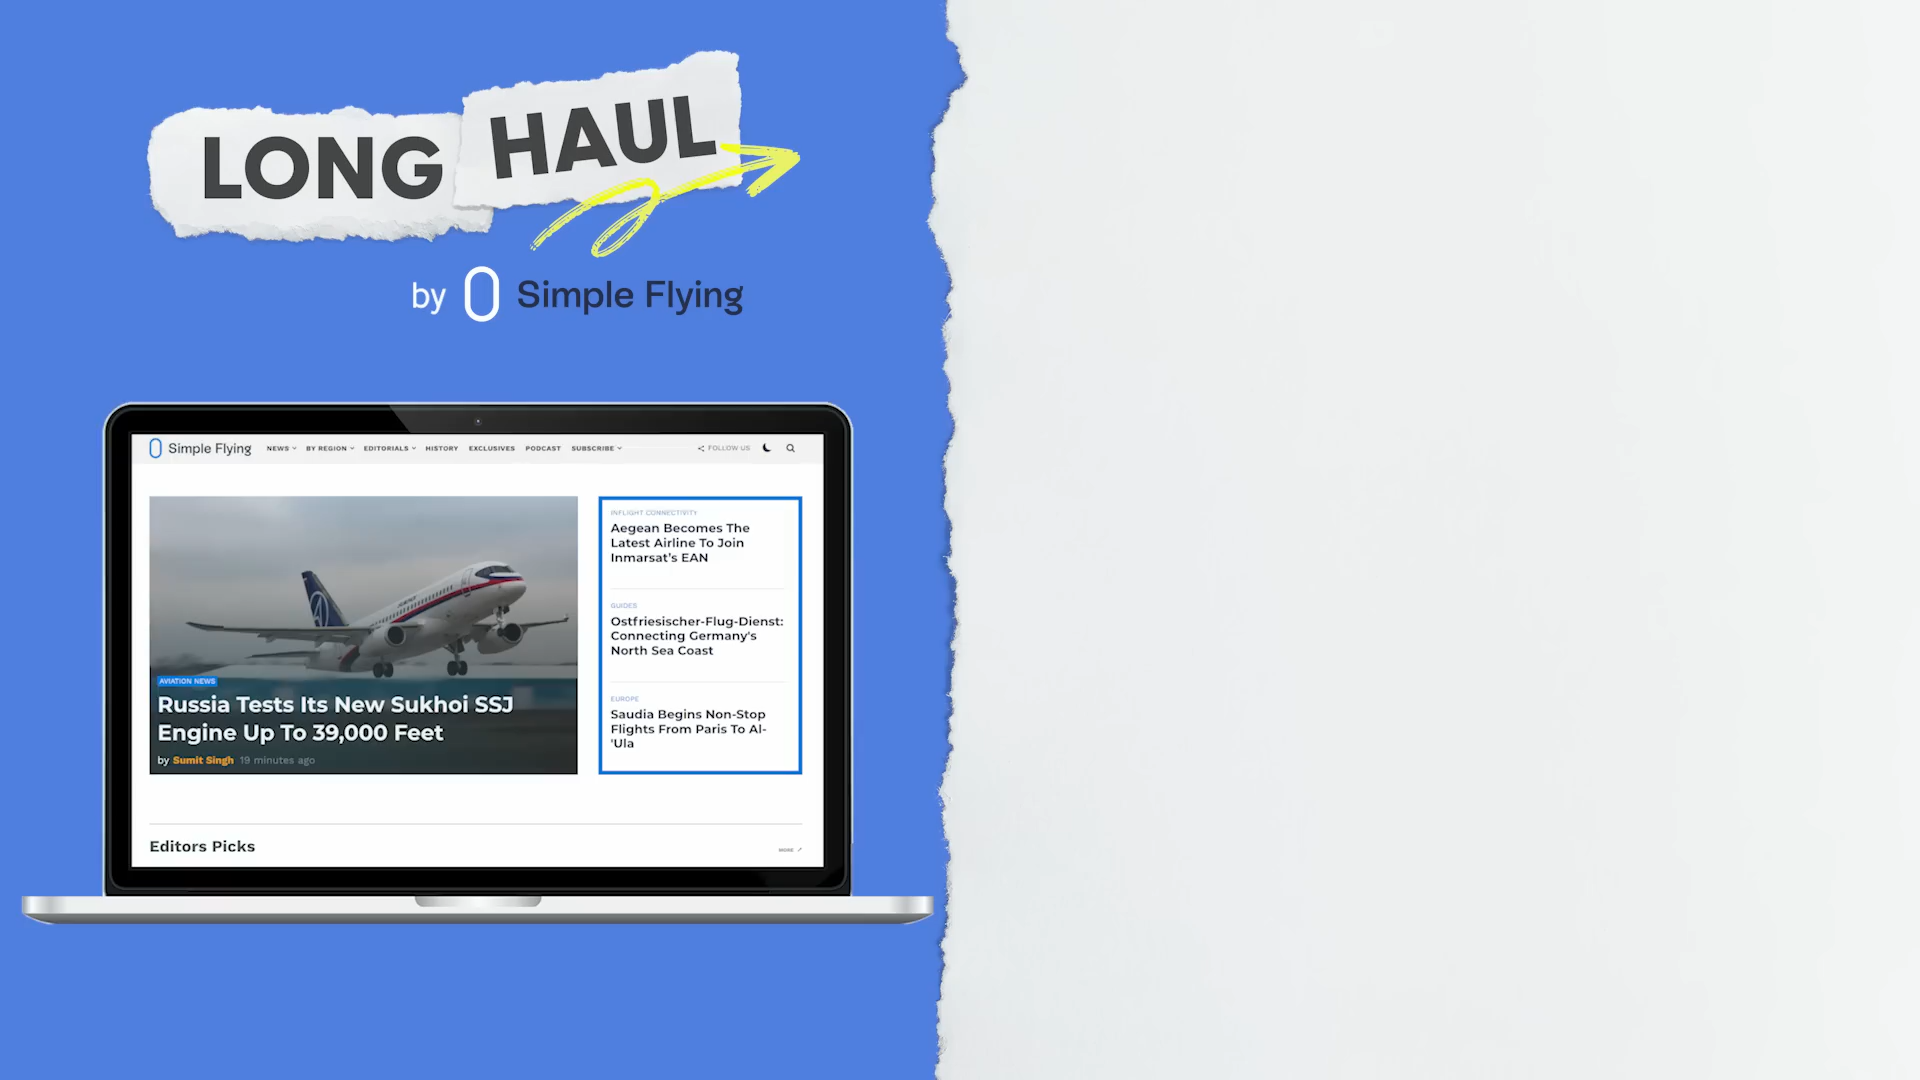 LONG HAUL
by Simple Flying
Simple Flying NEWS BY REGION EDITORIALS HISTORY EXCLUSIVES PODCAST SUBSCRIBE FOLLOW US
AVIATION NEWS
Russia Tests Its New Sukhoi SSJ
Engine Up To 39,000 Feet
by Sumit Singh 19 minutes ago
INFLIGHT CONNECTIVITY
Aegean Becomes The
Latest Airline To Join
Inmarsat's EAN
GUIDES
Ostfriesischer-Flug-Dienst:
Connecting Germany's
North Sea Coast
EUROPE
Saudia Begins Non-Stop
Flights From Paris To Al-
'Ula
Editors Picks
MORE